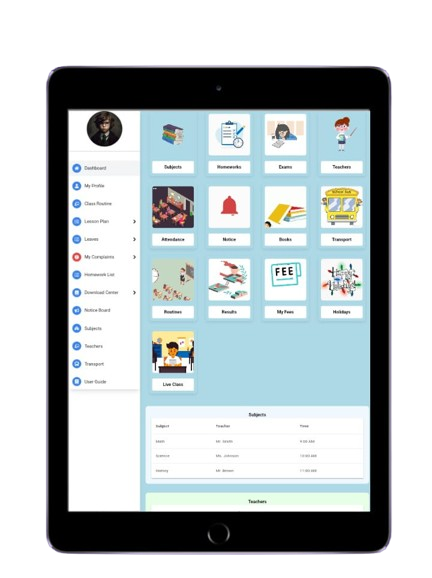 Dashboard
My Profile
Class Routine
Lesson Plan
Leaves
My Complaints
Homework List
Download Center
Notice Board
Subjects
Teachers
Transport
User Guide
Subjects
Homeworks
Exams
Teachers
Attendance
Notice
Books
Transport
FEE
Routines
Results
My Fees
Holidays
Live Class
Subjects
Subject Teacher Time
Math Mr. Smith 9:00 AM
Science Ms. Johnson 10:00 AM
History Mr. Brown 11:00 AM
Teachers